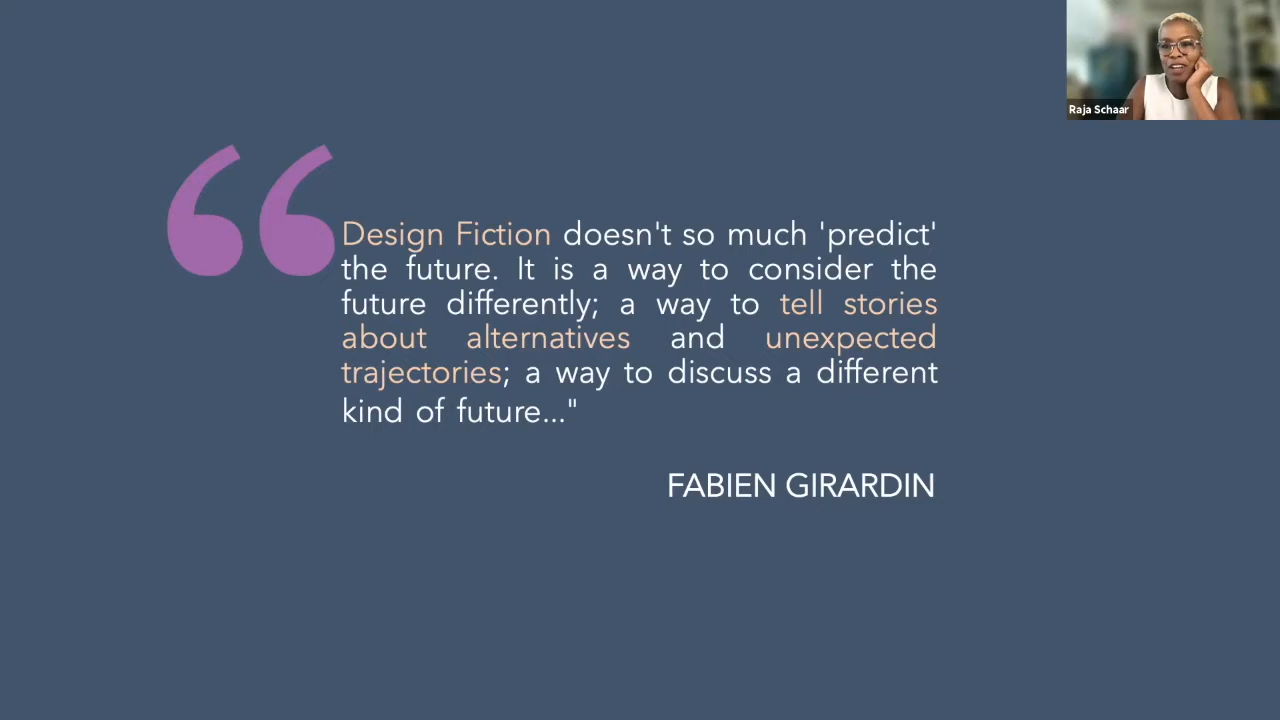 Raja Schaar
Design Fiction doesn't so much 'predict'
the future. It is a way to consider the
future differently; a way to tell stories
about alternatives and unexpected
trajectories; a way to discuss a different
kind of future..."
FABIEN GIRARDIN